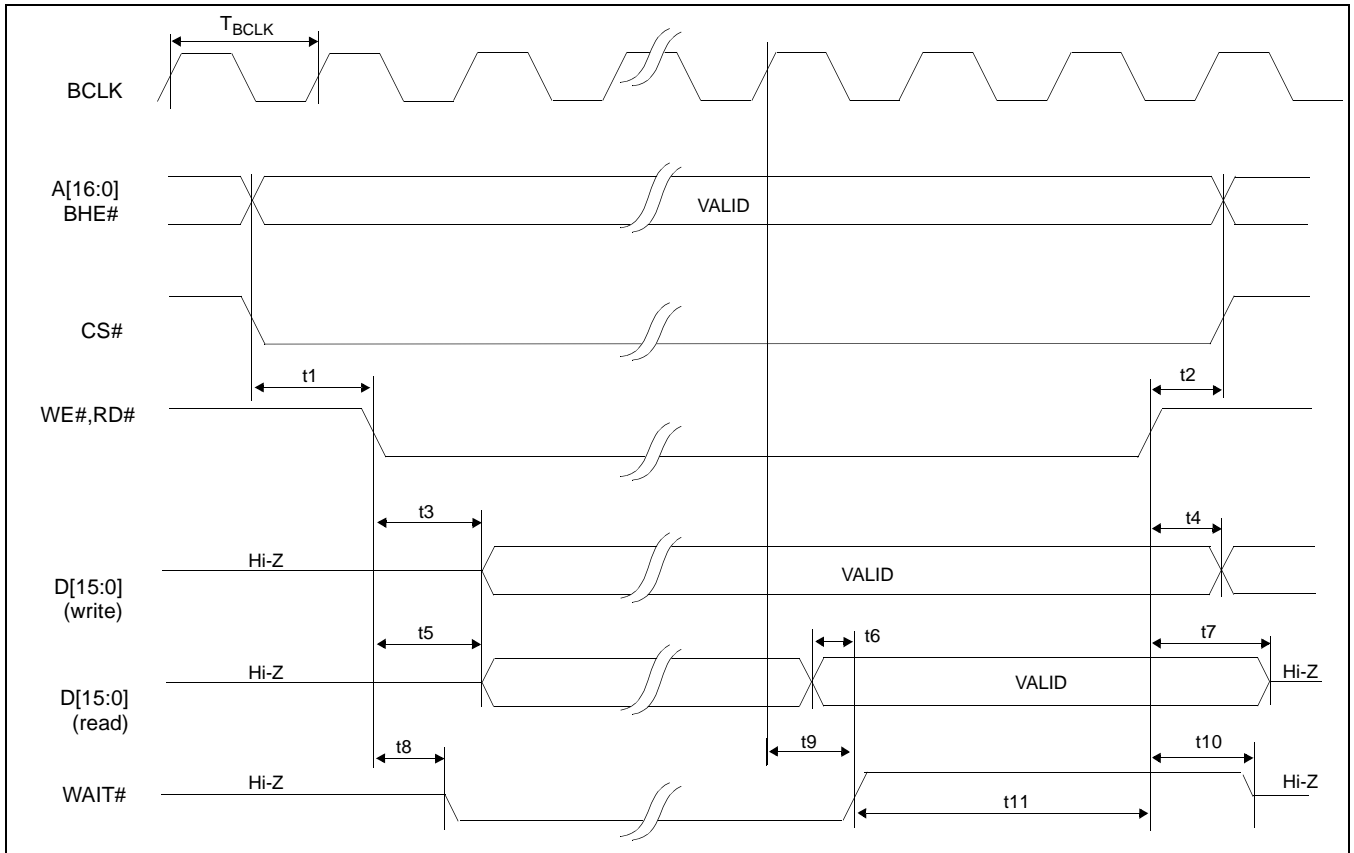 TBCLK
BCLK
A[16:0]
BHE#
VALID
CS#
t1
t2
WE#,RD#
t3
t4
Hi-Z
VALID
D[15:0]
(write)
t5
t6
t7
Hi-Z
VALID
Hi-Z
D[15:0]
(read)
t8
t9
t10
Hi-Z
Hi-Z
WAIT#
t11